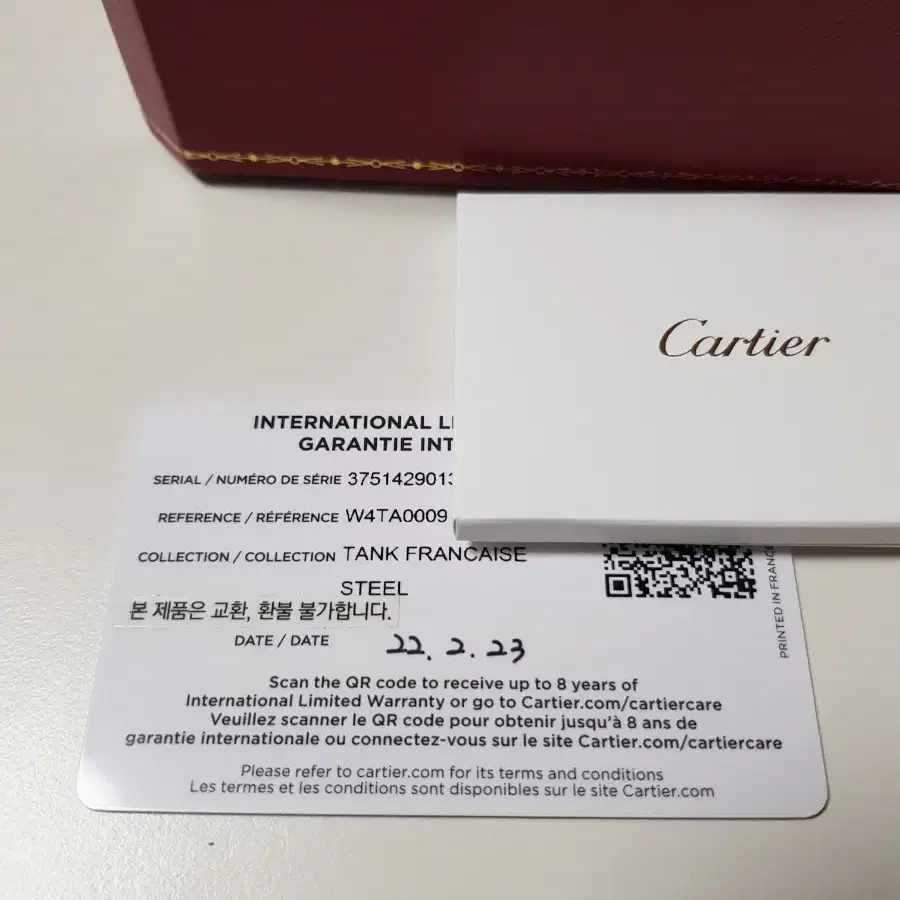 Cartier
INTERNATIONAL
GARANTIE INT
SERIAL / NUMÉRO DE SÉRIE 3751429013
REFERENCE / RÉFÉRENCE W4TA0009
COLLECTION / COLLECTION TANK FRANCAISE
STEEL
본 제품은 교환, 환불 불가합니다.
DATE / DATE 22. 2. 23
PRINTED IN FRANCE
Scan the QR code to receive up to 8 years of
International Limited Warranty or go to Cartier.com/cartiercare
Veuillez scanner le QR code pour obtenir jusqu'à 8 ans de
garantie internationale ou connectez-vous sur le site Cartier.com/cartiercare
Please refer to cartier.com for its terms and conditions
Les termes et les conditions sont disponibles sur le site Cartier.com